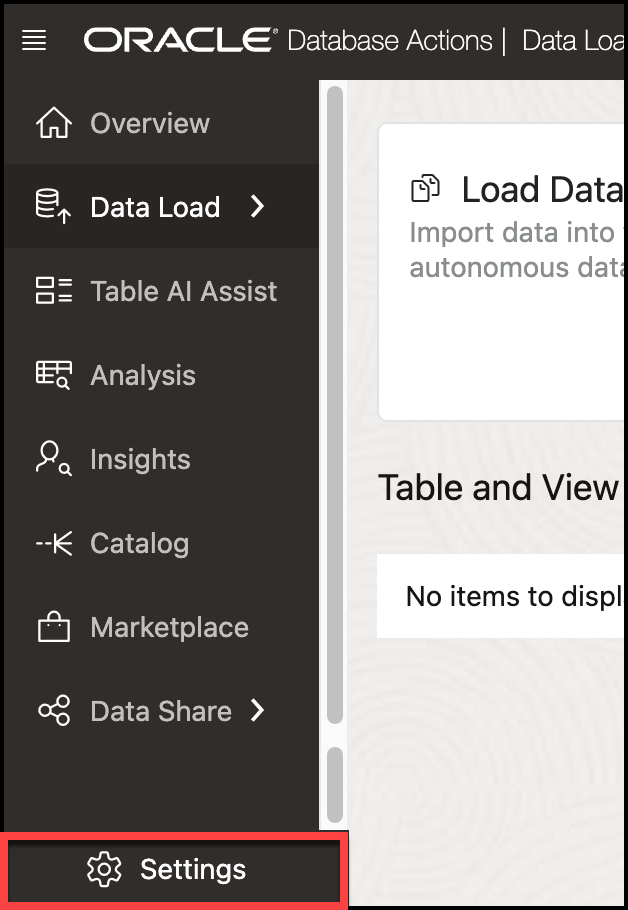 ORACLE® Database Actions | Data Loa
Overview
Data Load
Table AI Assist
Analysis
Insights
Catalog
Marketplace
Data Share
Settings
Load Data
Import data into
autonomous data
Table and View
No items to displ